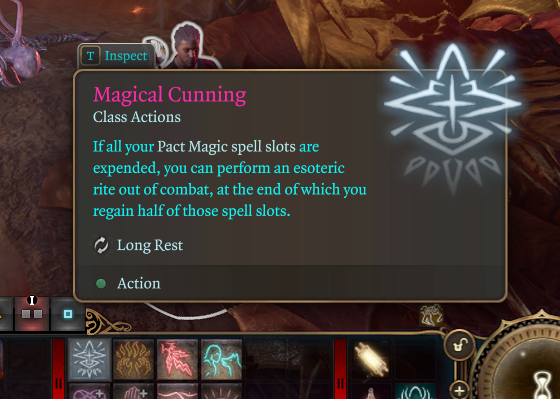 T Inspect
Magical Cunning
Class Actions
If all your Pact Magic spell slots are
expended, you can perform an esoteric
rite out of combat, at the end of which you
regain half of those spell slots.
Long Rest
Action
I